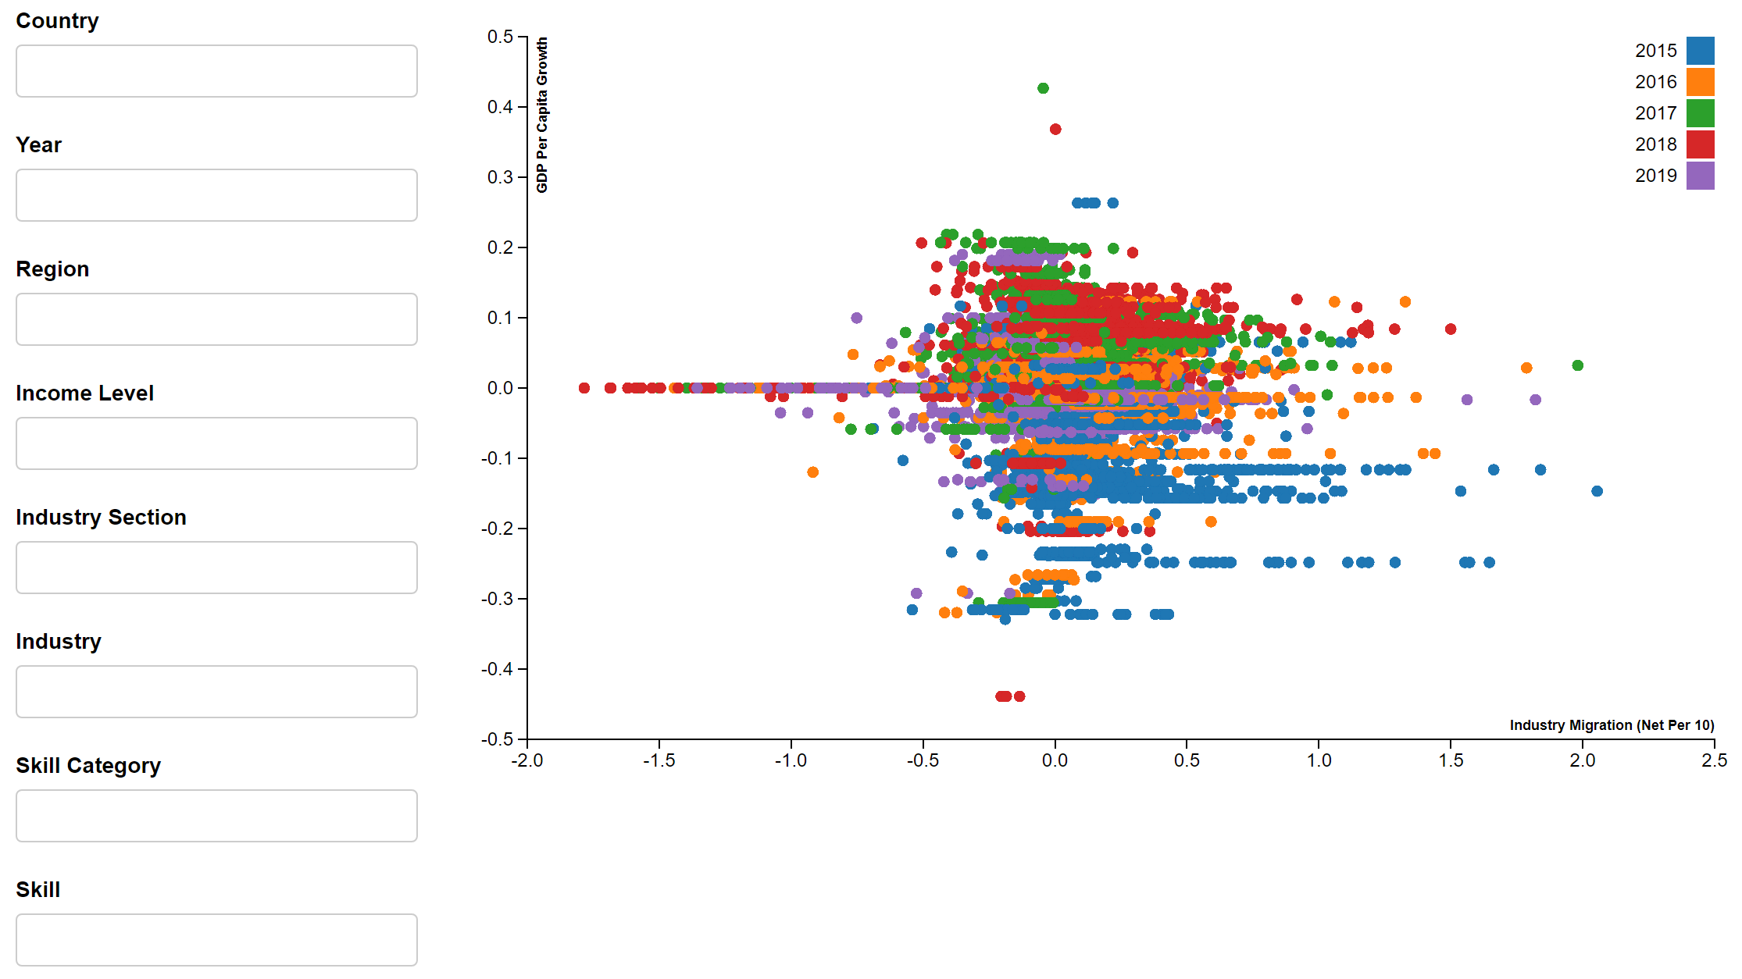 Country
Year
Region
Income Level
Industry Section
Industry
Skill Category
Skill
0.5
0.4
0.3
0.2
0.1
0.0
-0.1
-0.2
-0.3
-0.4
-0.5
GDP Per Capita Growth
2015
2016
2017
2018
2019
Industry Migration (Net Per 10)
-2.0 -1.5 -1.0 -0.5 0.0 0.5 1.0 1.5 2.0 2.5